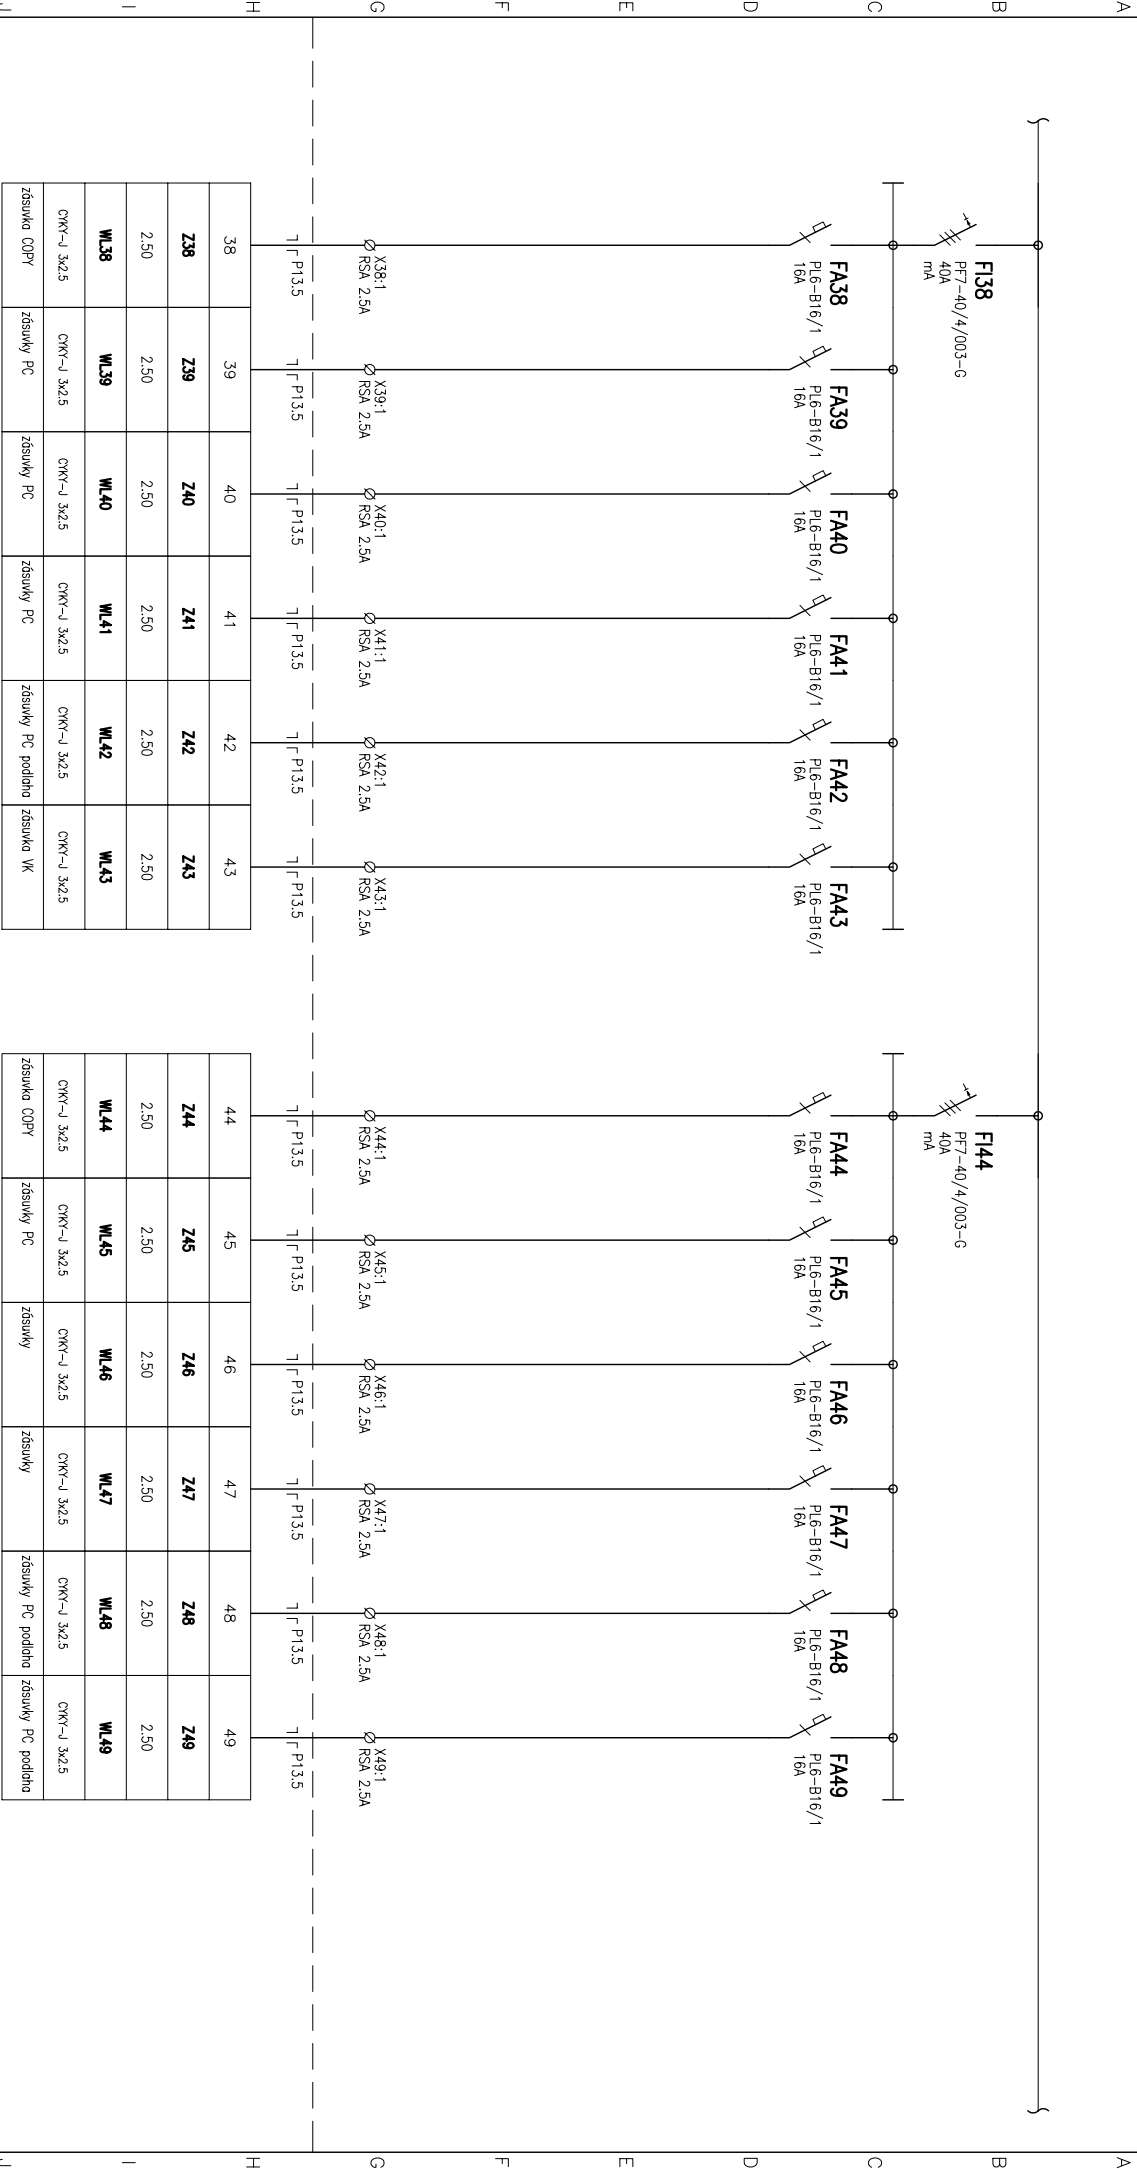 A B C D E F G H I J
FI38
PF7-40/4/003-G
40A
mA
FI44
PF7-40/4/003-G
40A
mA
FA38
PL6-B16/1
16A
FA39
PL6-B16/1
16A
FA40
PL6-B16/1
16A
FA41
PL6-B16/1
16A
FA42
PL6-B16/1
16A
FA43
PL6-B16/1
16A
FA44
PL6-B16/1
16A
FA45
PL6-B16/1
16A
FA46
PL6-B16/1
16A
FA47
PL6-B16/1
16A
FA48
PL6-B16/1
16A
FA49
PL6-B16/1
16A
X38:1
RSA 2.5A
X39:1
RSA 2.5A
X40:1
RSA 2.5A
X41:1
RSA 2.5A
X42:1
RSA 2.5A
X43:1
RSA 2.5A
X44:1
RSA 2.5A
X45:1
RSA 2.5A
X46:1
RSA 2.5A
X47:1
RSA 2.5A
X48:1
RSA 2.5A
X49:1
RSA 2.5A
P13.5 P13.5 P13.5 P13.5 P13.5 P13.5 P13.5 P13.5 P13.5 P13.5 P13.5 P13.5
38 39 40 41 42 43 44 45 46 47 48 49
Z38 Z39 Z40 Z41 Z42 Z43 Z44 Z45 Z46 Z47 Z48 Z49
2.50 2.50 2.50 2.50 2.50 2.50 2.50 2.50 2.50 2.50 2.50 2.50
WL38 WL39 WL40 WL41 WL42 WL43 WL44 WL45 WL46 WL47 WL48 WL49
CYKY-J 3x2.5 CYKY-J 3x2.5 CYKY-J 3x2.5 CYKY-J 3x2.5 CYKY-J 3x2.5 CYKY-J 3x2.5 CYKY-J 3x2.5 CYKY-J 3x2.5 CYKY-J 3x2.5 CYKY-J 3x2.5 CYKY-J 3x2.5 CYKY-J 3x2.5
zásuvka COPY zásuvky PC zásuvky PC zásuvky PC zásuvky PC podlaha zásuvka VK zásuvka COPY zásuvky PC zásuvky zásuvky zásuvky PC podlaha zásuvky PC podlaha
A B C D E F G H I J